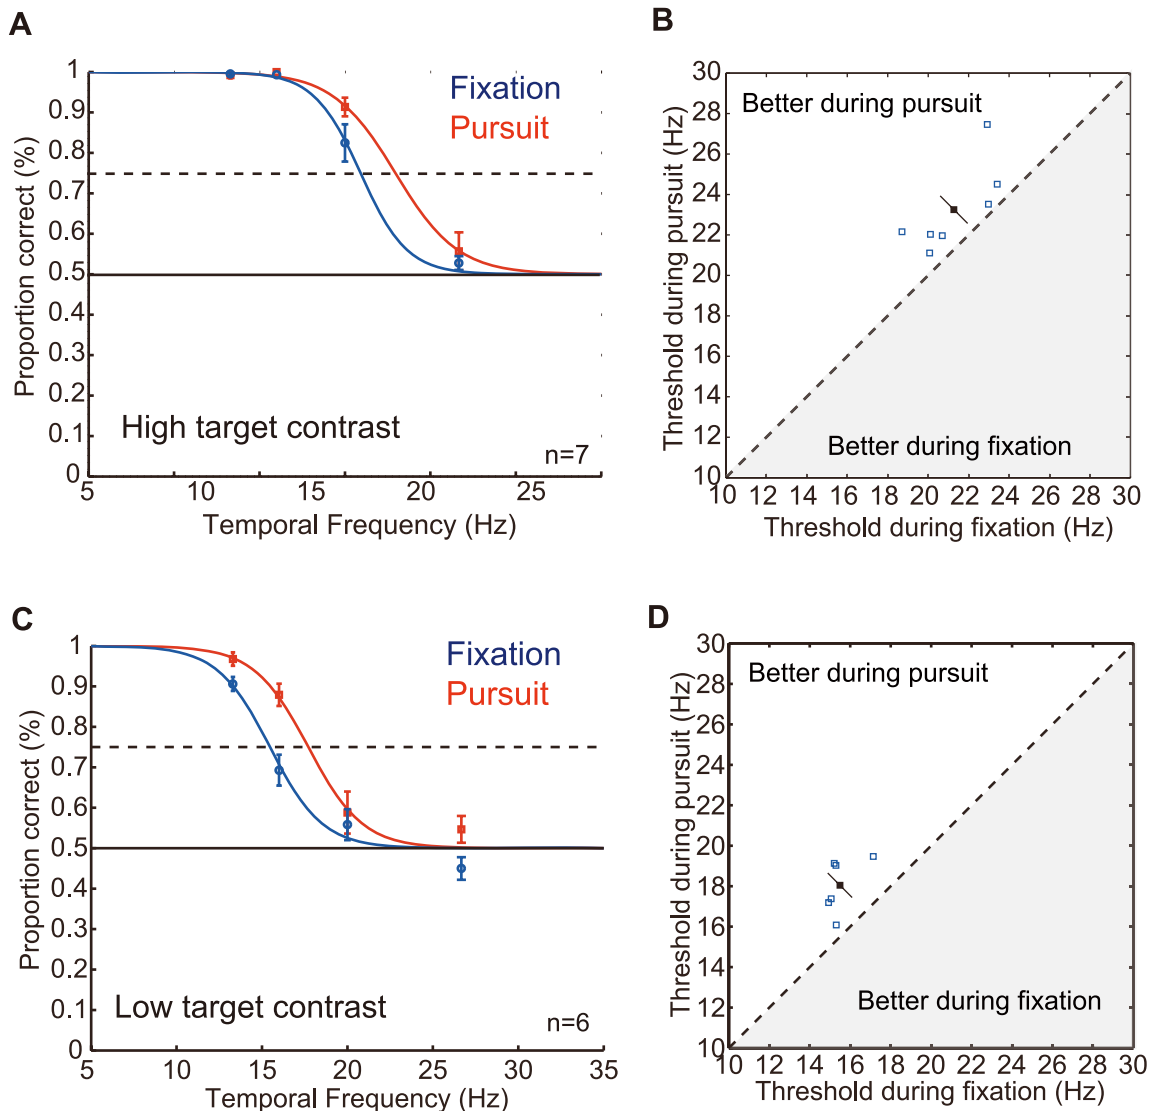 A
Proportion correct (%)
1
0.9
0.8
0.7
0.6
0.5
0.4
0.3
0.2
0.1
0
Fixation
Pursuit
High target contrast
n=7
5 10 15 20 25
Temporal Frequency (Hz)
B
Threshold during pursuit (Hz)
30
28
26
24
22
20
18
16
14
12
10
Better during pursuit
Better during fixation
10 12 14 16 18 20 22 24 26 28 30
Threshold during fixation (Hz)
C
Proportion correct (%)
1
0.9
0.8
0.7
0.6
0.5
0.4
0.3
0.2
0.1
0
Fixation
Pursuit
Low target contrast
n=6
5 10 15 20 25 30 35
Temporal Frequency (Hz)
D
Threshold during pursuit (Hz)
30
28
26
24
22
20
18
16
14
12
10
Better during pursuit
Better during fixation
10 12 14 16 18 20 22 24 26 28 30
Threshold during fixation (Hz)